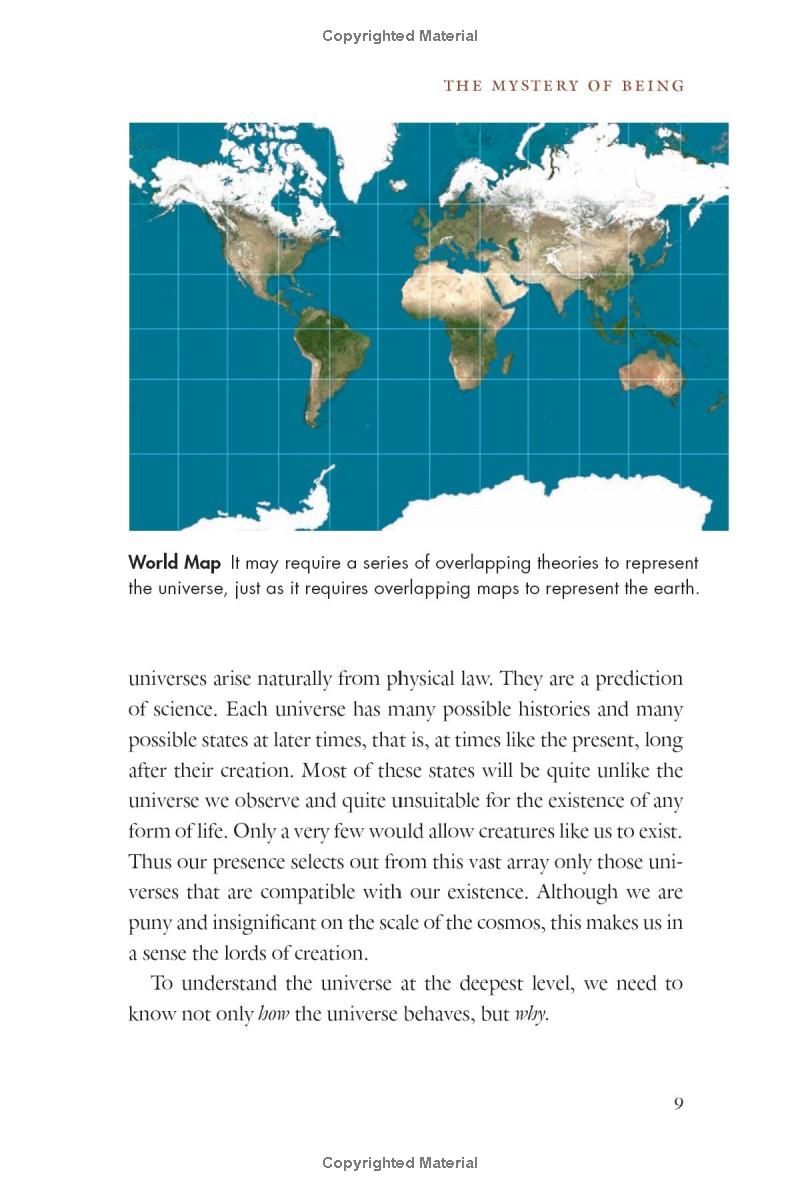 Copyrighted Material
THE MYSTERY OF BEING
World Map It may require a series of overlapping theories to represent
the universe, just as it requires overlapping maps to represent the earth.
universes arise naturally from physical law. They are a prediction
of science. Each universe has many possible histories and many
possible states at later times, that is, at times like the present, long
after their creation. Most of these states will be quite unlike the
universe we observe and quite unsuitable for the existence of any
form of life. Only a very few would allow creatures like us to exist.
Thus our presence selects out from this vast array only those uni-
verses that are compatible with our existence. Although we are
puny and insignificant on the scale of the cosmos, this makes us in
a sense the lords of creation.
To understand the universe at the deepest level, we need to
know not only how the universe behaves, but why.
9
Copyrighted Material